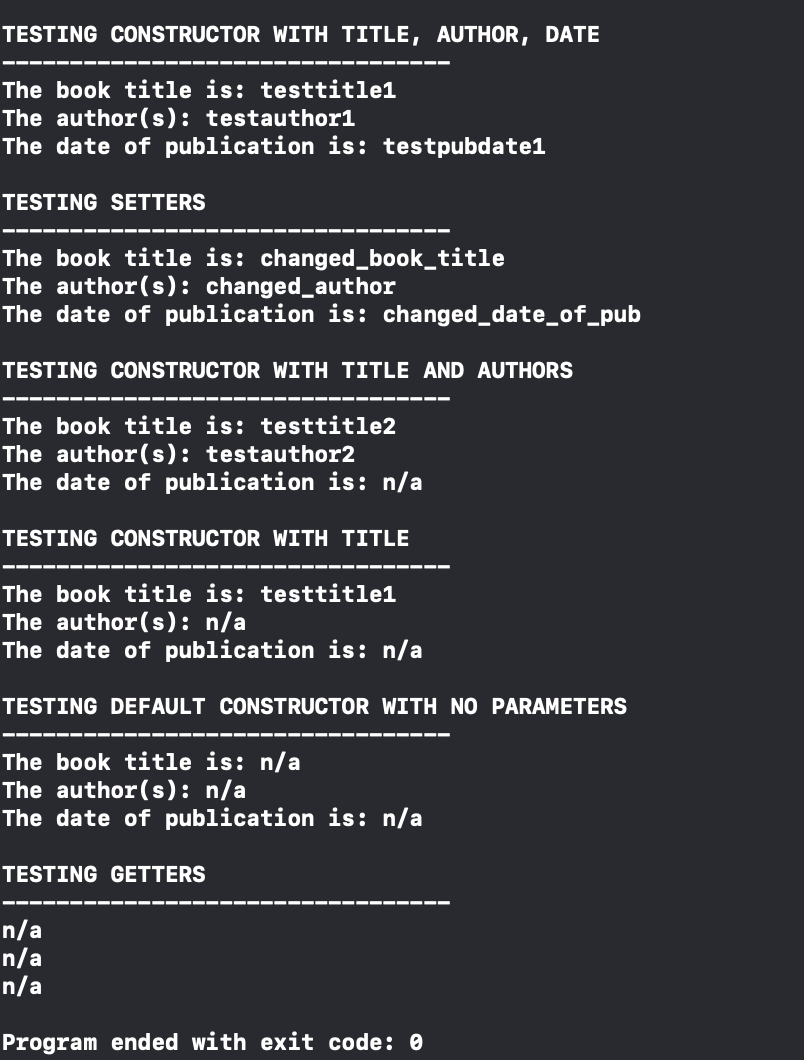 TESTING CONSTRUCTOR WITH TITLE, AUTHOR, DATE
---------------------------------
The book title is: testtitle1
The author(s): testauthor1
The date of publication is: testpubdate1
TESTING SETTERS
---------------------------------
The book title is: changed_book_title
The author(s): changed_author
The date of publication is: changed_date_of_pub
TESTING CONSTRUCTOR WITH TITLE AND AUTHORS
---------------------------------
The book title is: testtitle2
The author(s): testauthor2
The date of publication is: n/a
TESTING CONSTRUCTOR WITH TITLE
---------------------------------
The book title is: testtitle1
The author(s): n/a
The date of publication is: n/a
TESTING DEFAULT CONSTRUCTOR WITH NO PARAMETERS
---------------------------------
The book title is: n/a
The author(s): n/a
The date of publication is: n/a
TESTING GETTERS
---------------------------------
n/a
n/a
n/a
Program ended with exit code: 0